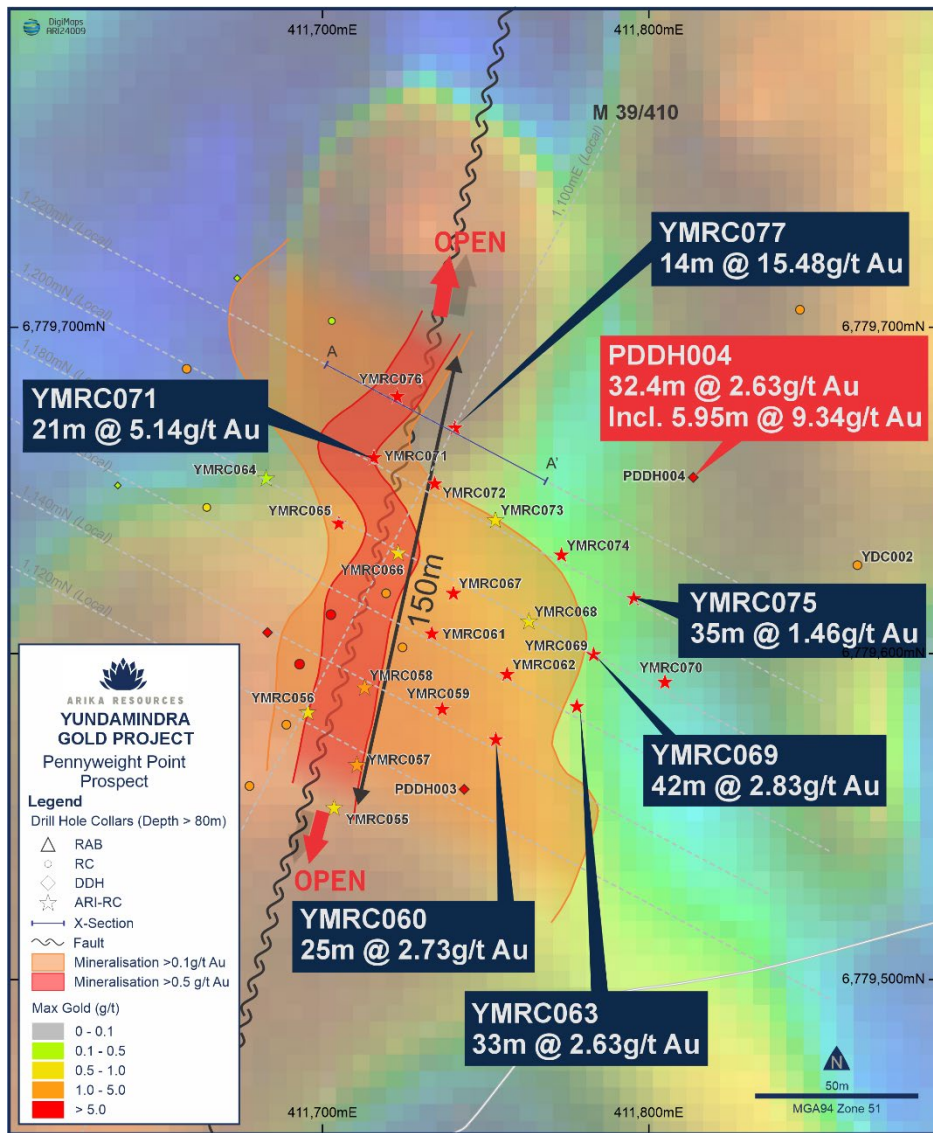 DigiMaps
ARI24009
411,700mE
411,800mE
M 39/410
1,100mE (Local)
1,220mN (Local)
1,200mN (Local)
1,180mN (Local)
1,140mN (Local)
1,120mN (Local)
OPEN
YMRC077
14m @ 15.48g/t Au
6,779,700mN
6,779,700mN
A
PDDH004
32.4m @ 2.63g/t Au
Incl. 5.95m @ 9.34g/t Au
YMRC076
YMRC071
21m @ 5.14g/t Au
YMRC071
A'
YMRC064
YMRC072
PDDH004
YMRC073
YMRC065
YMRC074
YMRC066
YDC002
150m
YMRC067
YMRC075
35m @ 1.46g/t Au
YMRC068
YMRC061
YMRC069
YMRC062
6,779,600mN
YMRC070
YMRC058
YMRC056
YMRC059
YMRC069
42m @ 2.83g/t Au
YMRC057
PDDH003
YMRC055
OPEN
YMRC060
25m @ 2.73g/t Au
6,779,500mN
YMRC063
33m @ 2.63g/t Au
ARIKA RESOURCES
YUNDAMINDRA
GOLD PROJECT
Pennyweight Point
Prospect
Legend
Drill Hole Collars (Depth > 80m)
RAB
RC
DDH
ARI-RC
X-Section
Fault
Mineralisation >0.1g/t Au
Mineralisation >0.5 g/t Au
Max Gold (g/t)
0 - 0.1
0.1 - 0.5
0.5 - 1.0
1.0 - 5.0
> 5.0
N
50m
MGA94 Zone 51
411,700mE
411,800mE